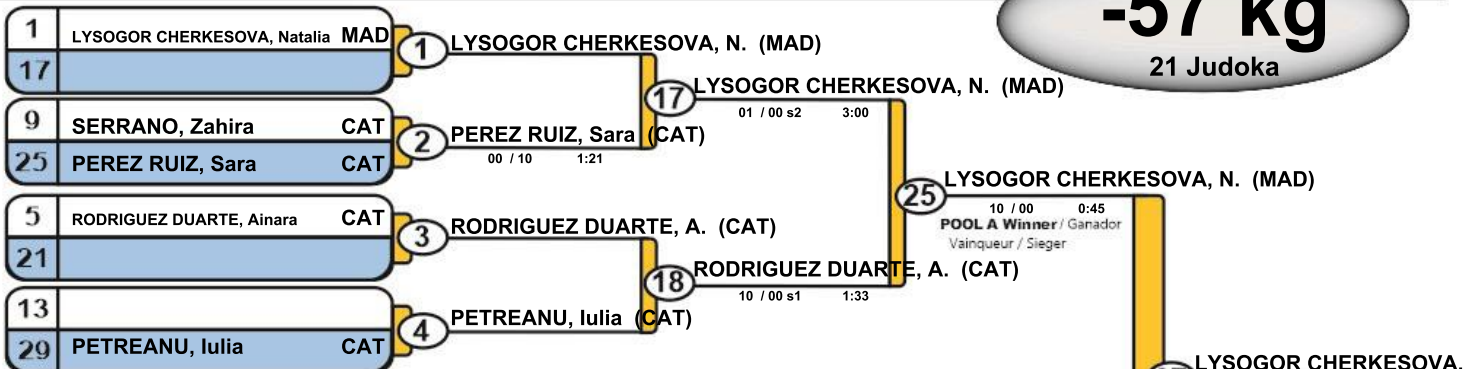 -57 kg
21 Judoka
1 LYSOGOR CHERKESOVA, Natalia MAD
17
1 LYSOGOR CHERKESOVA, N. (MAD)
17 LYSOGOR CHERKESOVA, N. (MAD)
01 / 00 s2 3:00
9 SERRANO, Zahira CAT
25 PEREZ RUIZ, Sara CAT
2 PEREZ RUIZ, Sara (CAT)
00 / 10 1:21
25 LYSOGOR CHERKESOVA, N. (MAD)
10 / 00 0:45
POOL A Winner / Ganador
Vainqueur / Sieger
5 RODRIGUEZ DUARTE, Ainara CAT
21
3 RODRIGUEZ DUARTE, A. (CAT)
18 RODRIGUEZ DUARTE, A. (CAT)
10 / 00 s1 1:33
13
29 PETREANU, Iulia CAT
4 PETREANU, Iulia (CAT)
LYSOGOR CHERKESOVA,